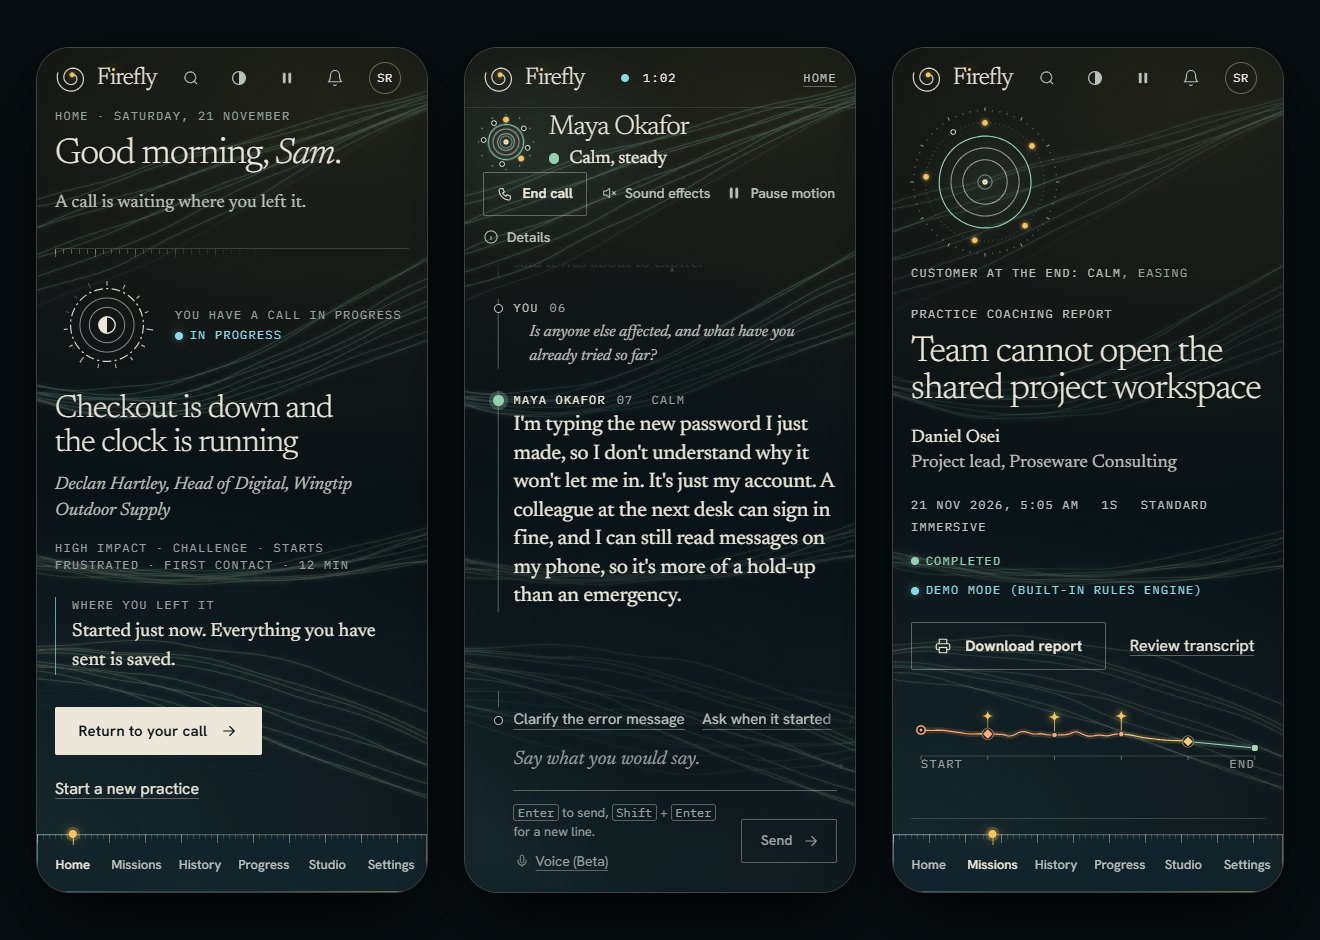 Firefly
SR
HOME · SATURDAY, 21 NOVEMBER
Good morning, Sam.
A call is waiting where you left it.
YOU HAVE A CALL IN PROGRESS
IN PROGRESS
Checkout is down and
the clock is running
Declan Hartley, Head of Digital, Wingtip
Outdoor Supply
HIGH IMPACT · CHALLENGE · STARTS
FRUSTRATED · FIRST CONTACT · 12 MIN
WHERE YOU LEFT IT
Started just now. Everything you have
sent is saved.
Return to your call
Start a new practice
Home Missions History Progress Studio Settings
Firefly
1:02
HOME
Maya Okafor
Calm, steady
End call
Sound effects
Pause motion
Details
said it was about to expire.
YOU 06
Is anyone else affected, and what have you
already tried so far?
MAYA OKAFOR 07 CALM
I'm typing the new password I just
made, so I don't understand why it
won't let me in. It's just my account. A
colleague at the next desk can sign in
fine, and I can still read messages on
my phone, so it's more of a hold-up
than an emergency.
Clarify the error message
Ask when it started
Say what you would say.
Enter to send, Shift + Enter
for a new line.
Send
Voice (Beta)
Firefly
SR
CUSTOMER AT THE END: CALM, EASING
PRACTICE COACHING REPORT
Team cannot open the
shared project workspace
Daniel Osei
Project lead, Proseware Consulting
21 NOV 2026, 5:05 AM 1S STANDARD
IMMERSIVE
COMPLETED
DEMO MODE (BUILT-IN RULES ENGINE)
Download report
Review transcript
START
END
Home Missions History Progress Studio Settings